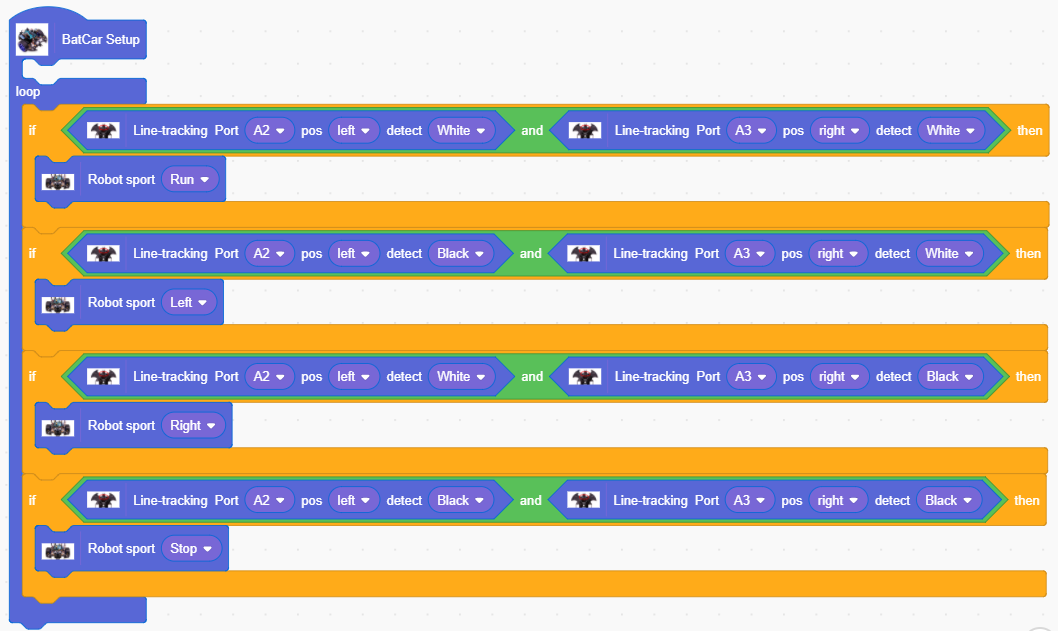 BatCar Setup
loop
if Line-tracking Port A2 pos left detect White and Line-tracking Port A3 pos right detect White then
Robot sport Run
if Line-tracking Port A2 pos left detect Black and Line-tracking Port A3 pos right detect White then
Robot sport Left
if Line-tracking Port A2 pos left detect White and Line-tracking Port A3 pos right detect Black then
Robot sport Right
if Line-tracking Port A2 pos left detect Black and Line-tracking Port A3 pos right detect Black then
Robot sport Stop